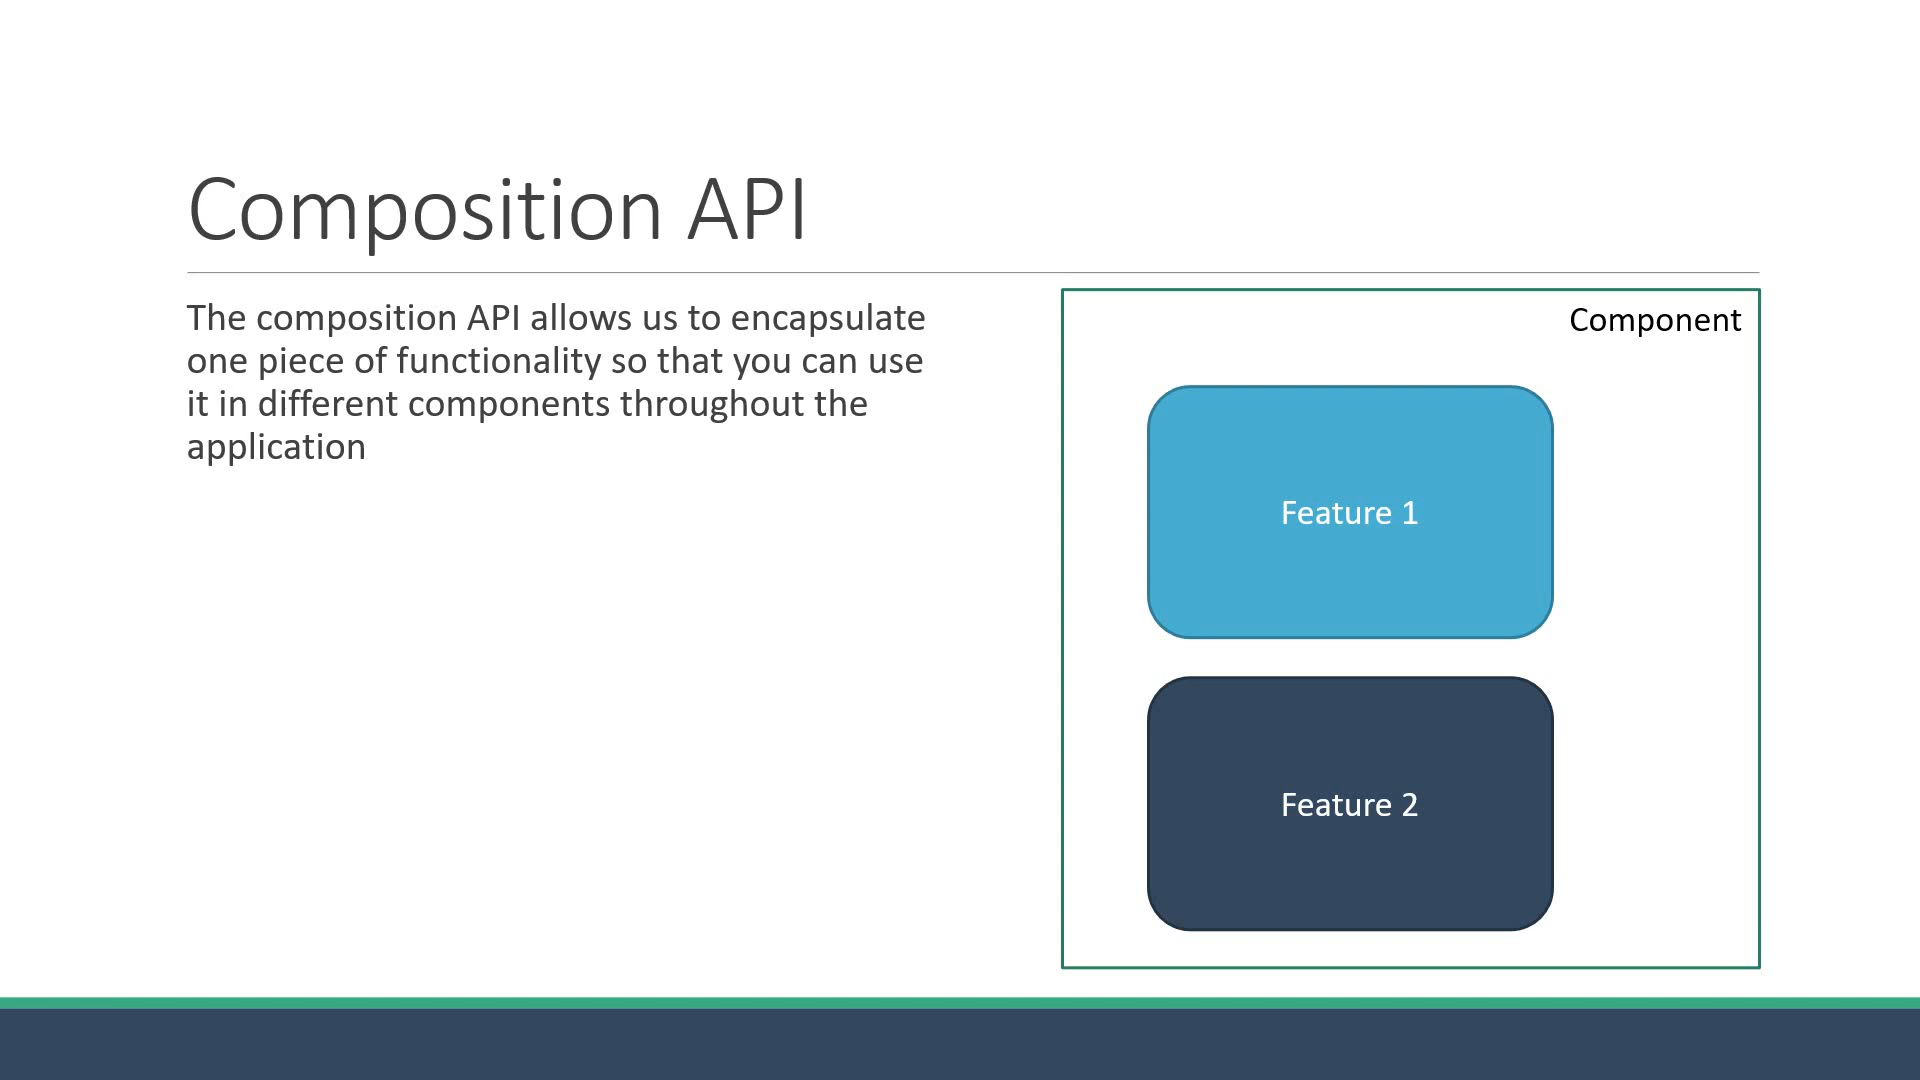 Composition API
The composition API allows us to encapsulate
one piece of functionality so that you can use
it in different components throughout the
application
Component
Feature 1
Feature 2